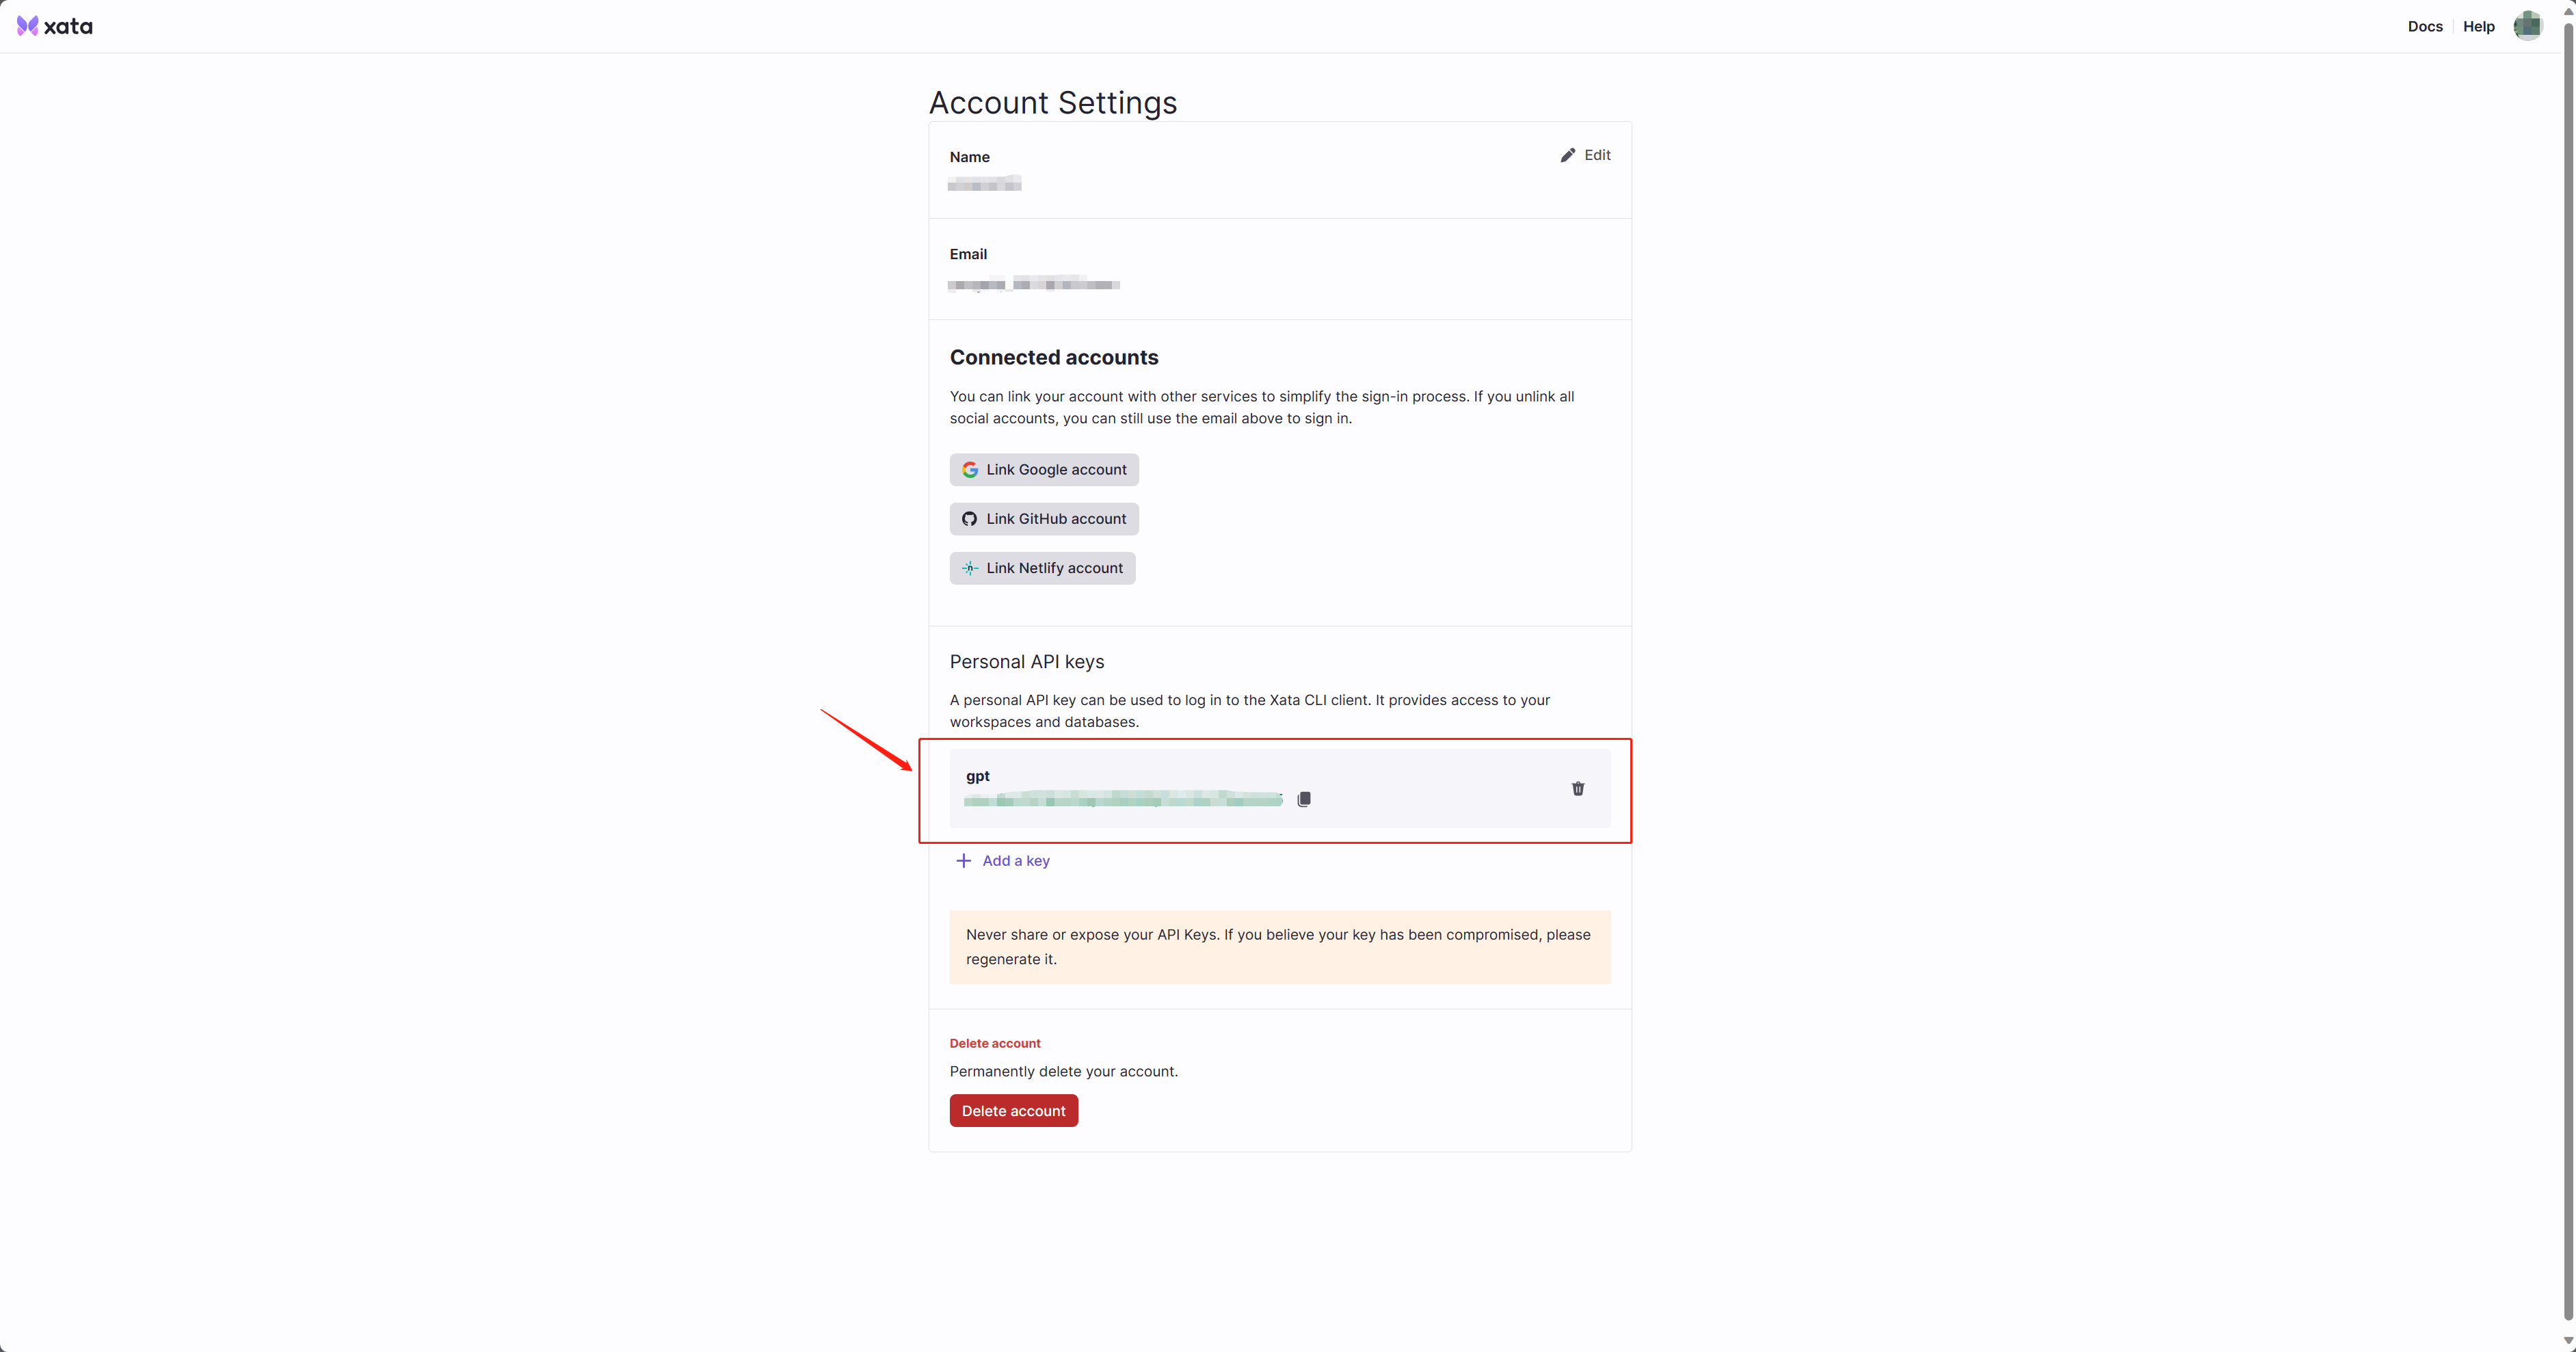 xata
Docs
Help
Account Settings
Name
Edit
Email
Connected accounts
You can link your account with other services to simplify the sign-in process. If you unlink all
social accounts, you can still use the email above to sign in.
Link Google account
Link GitHub account
Link Netlify account
Personal API keys
A personal API key can be used to log in to the Xata CLI client. It provides access to your
workspaces and databases.
gpt
Add a key
Never share or expose your API Keys. If you believe your key has been compromised, please
regenerate it.
Delete account
Permanently delete your account.
Delete account